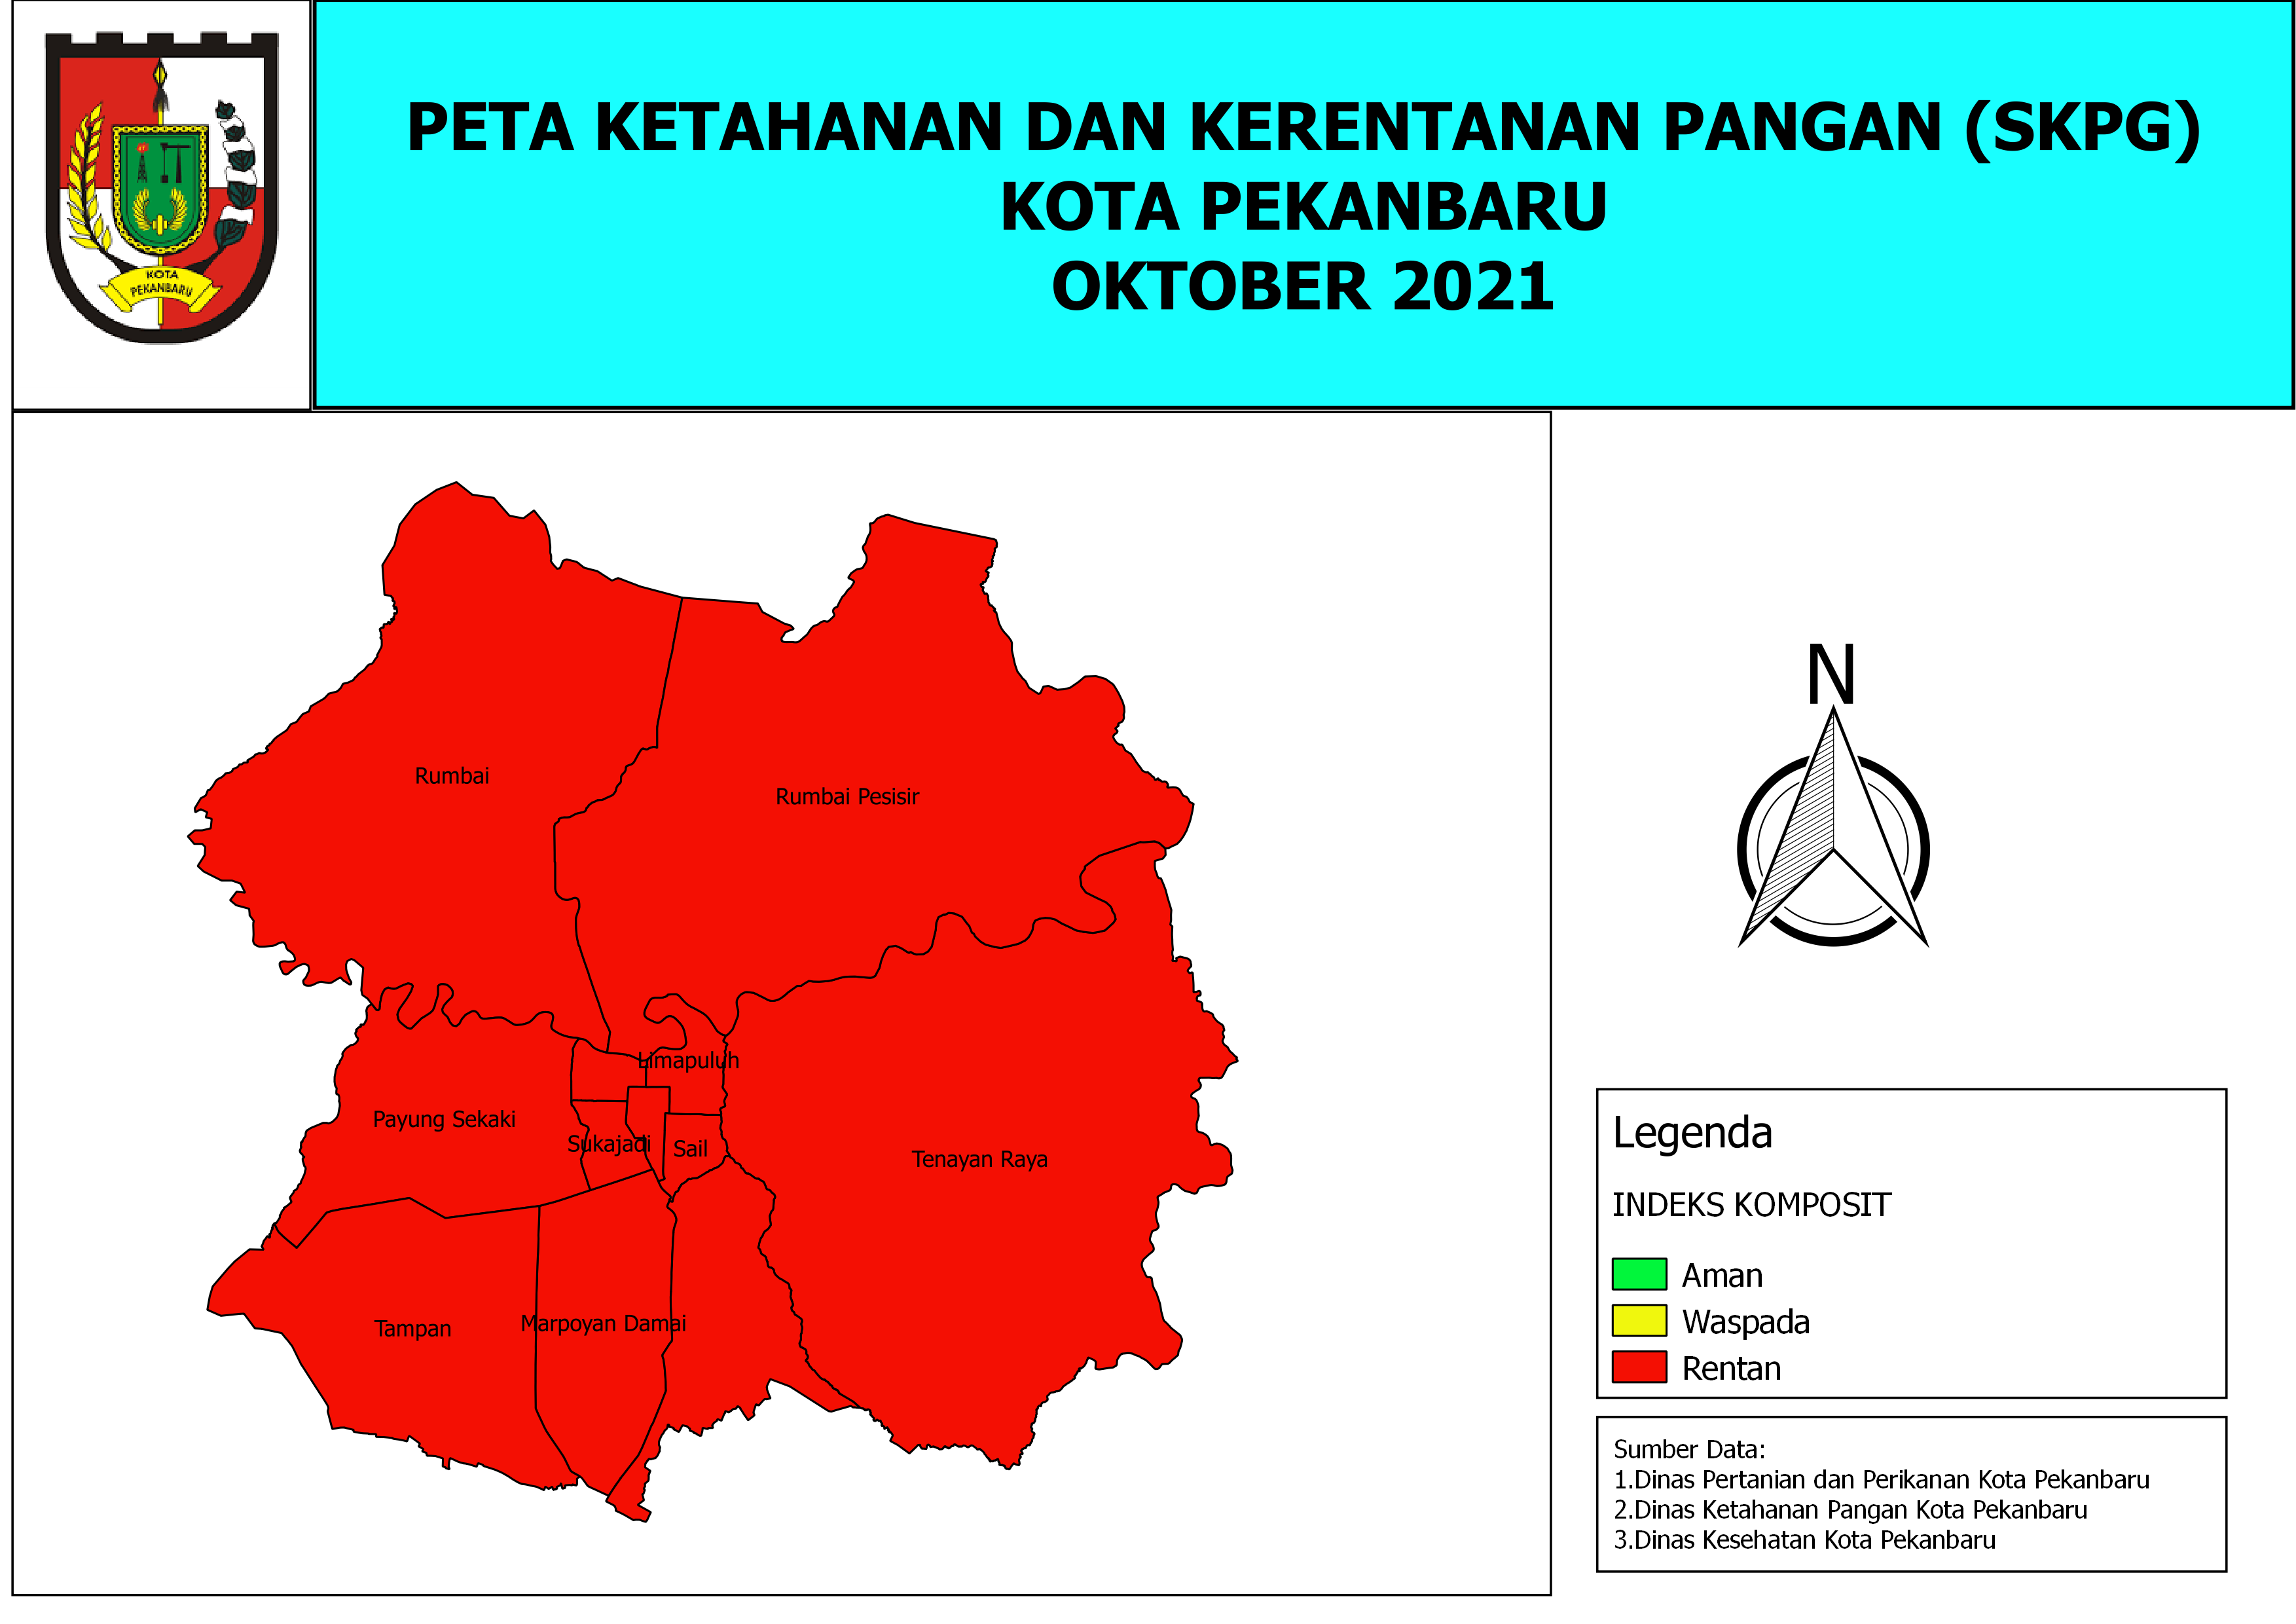 KOTA
PEKANBARU
PETA KETAHANAN DAN KERENTANAN PANGAN (SKPG)
KOTA PEKANBARU
OKTOBER 2021
Rumbai
Rumbai Pesisir
Limapuluh
Payung Sekaki
Sukajadi
Sail
Tenayan Raya
Tampan
Marpoyan Damai
N
Legenda
INDEKS KOMPOSIT
Aman
Waspada
Rentan
Sumber Data:
1.Dinas Pertanian dan Perikanan Kota Pekanbaru
2.Dinas Ketahanan Pangan Kota Pekanbaru
3.Dinas Kesehatan Kota Pekanbaru